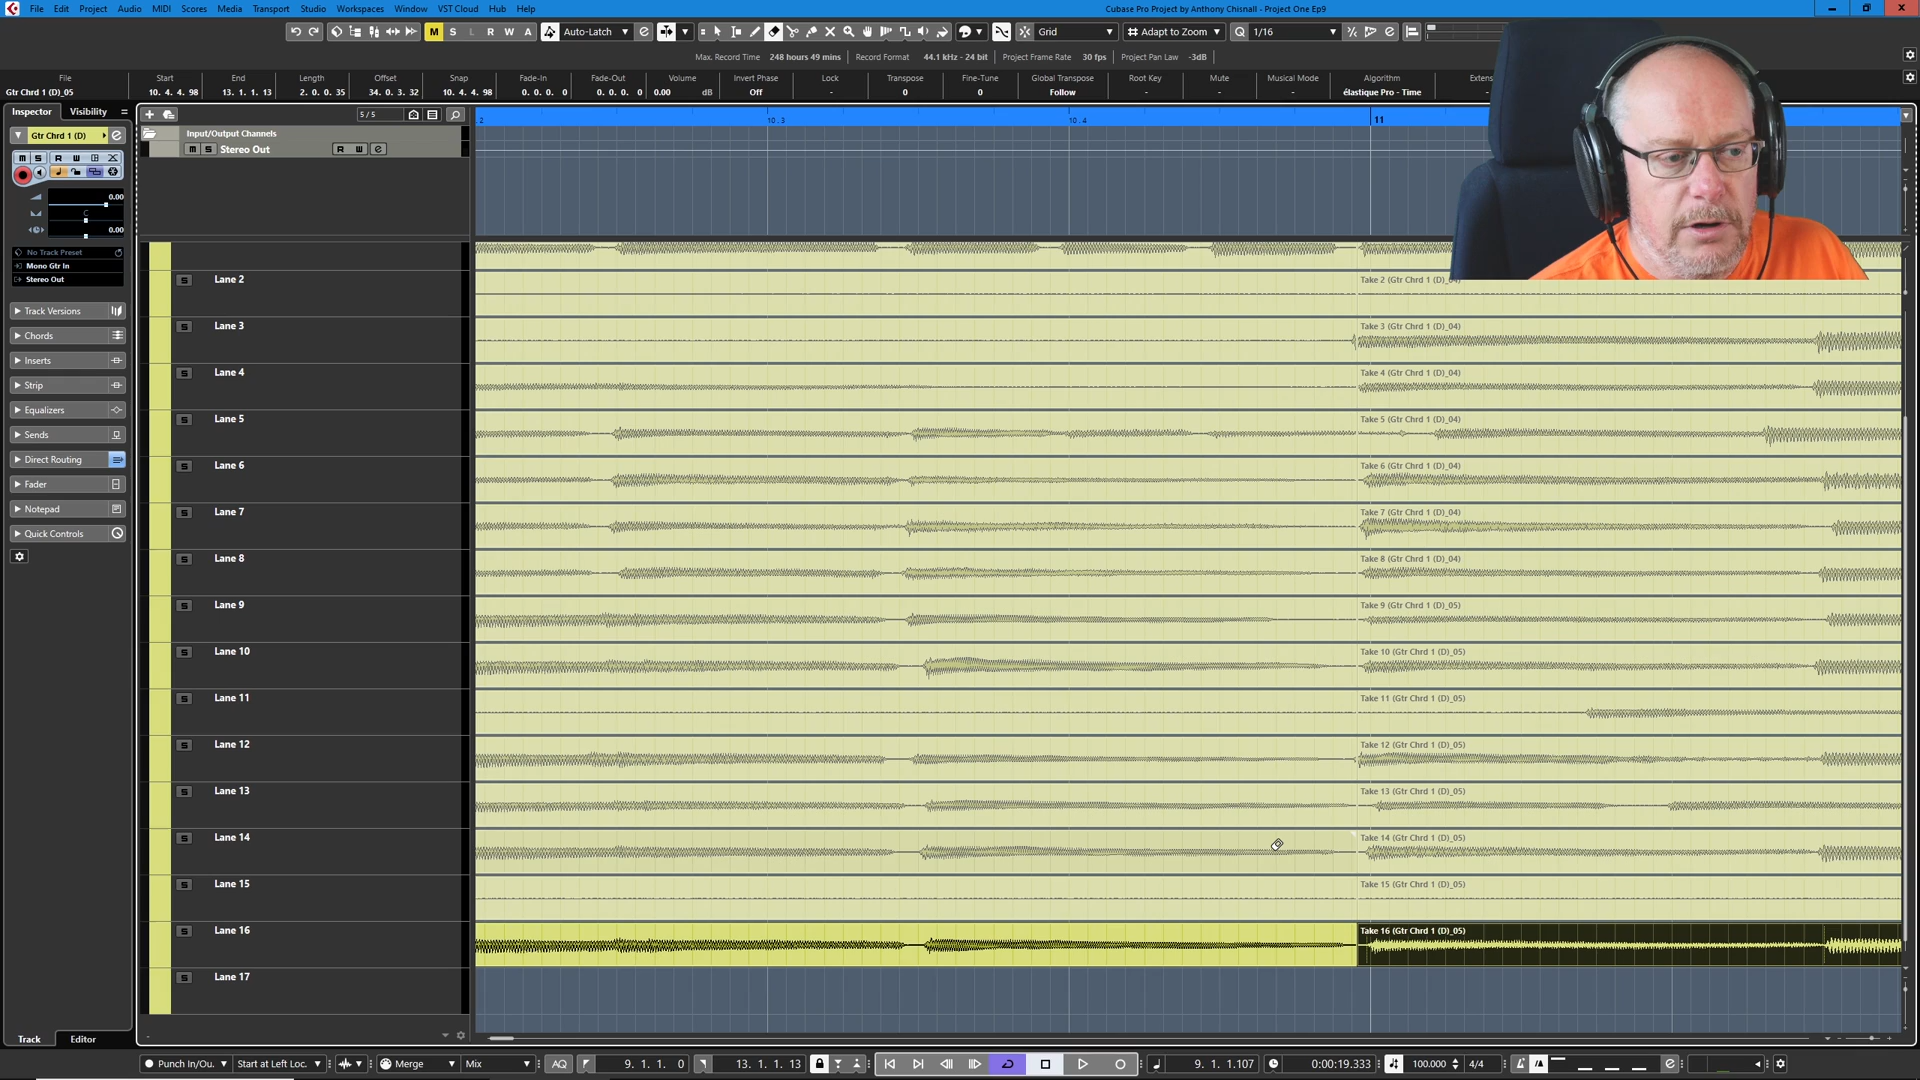 File Edit Project Audio MIDI Scores Media Transport Studio Workspaces Window VST Cloud Hub Help
Cubase Pro Project by Anthony Chisnall - Project One Ep9
M S L R W A Auto-Latch Grid Adapt to Zoom Q 1/16
Max. Record Time 248 hours 49 mins Record Format 44.1 kHz - 24 bit Project Frame Rate 30 fps Project Pan Law -3dB
File Start End Length Offset Snap Fade-In Fade-Out Volume Invert Phase Lock Transpose Fine-Tune Global Transpose Root Key Mute Musical Mode Algorithm Extens
Gtr Chrd 1 (D)_05 10. 4. 4. 98 13. 1. 1. 13 2. 0. 0. 35 34. 0. 3. 32 10. 4. 4. 98 0. 0. 0. 0 0. 0. 0. 0 0.00 dB Off - 0 0 Follow - - - élastique Pro - Time
Inspector Visibility
5 / 5
.2 10.3 10.4 11
Gtr Chrd 1 (D)
Input/Output Channels
M S Stereo Out R W e
M S R W
0.00
C
0.00
No Track Preset
Mono Gtr In
Stereo Out
Track Versions
Chords
Inserts
Strip
Equalizers
Sends
Direct Routing
Fader
Notepad
Quick Controls
S Lane 2
Take 2 (Gtr Chrd 1 (D)_04)
S Lane 3
Take 3 (Gtr Chrd 1 (D)_04)
S Lane 4
Take 4 (Gtr Chrd 1 (D)_04)
S Lane 5
Take 5 (Gtr Chrd 1 (D)_04)
S Lane 6
Take 6 (Gtr Chrd 1 (D)_04)
S Lane 7
Take 7 (Gtr Chrd 1 (D)_04)
S Lane 8
Take 8 (Gtr Chrd 1 (D)_04)
S Lane 9
Take 9 (Gtr Chrd 1 (D)_05)
S Lane 10
Take 10 (Gtr Chrd 1 (D)_05)
S Lane 11
Take 11 (Gtr Chrd 1 (D)_05)
S Lane 12
Take 12 (Gtr Chrd 1 (D)_05)
S Lane 13
Take 13 (Gtr Chrd 1 (D)_05)
S Lane 14
Take 14 (Gtr Chrd 1 (D)_05)
S Lane 15
Take 15 (Gtr Chrd 1 (D)_05)
S Lane 16
Take 16 (Gtr Chrd 1 (D)_05)
Lane 17
Track Editor
Punch In/Ou. Start at Left Loc. Merge Mix AQ 9. 1. 1. 0 13. 1. 1. 13 9. 1. 1.107 0:00:19.333 100.000 4/4